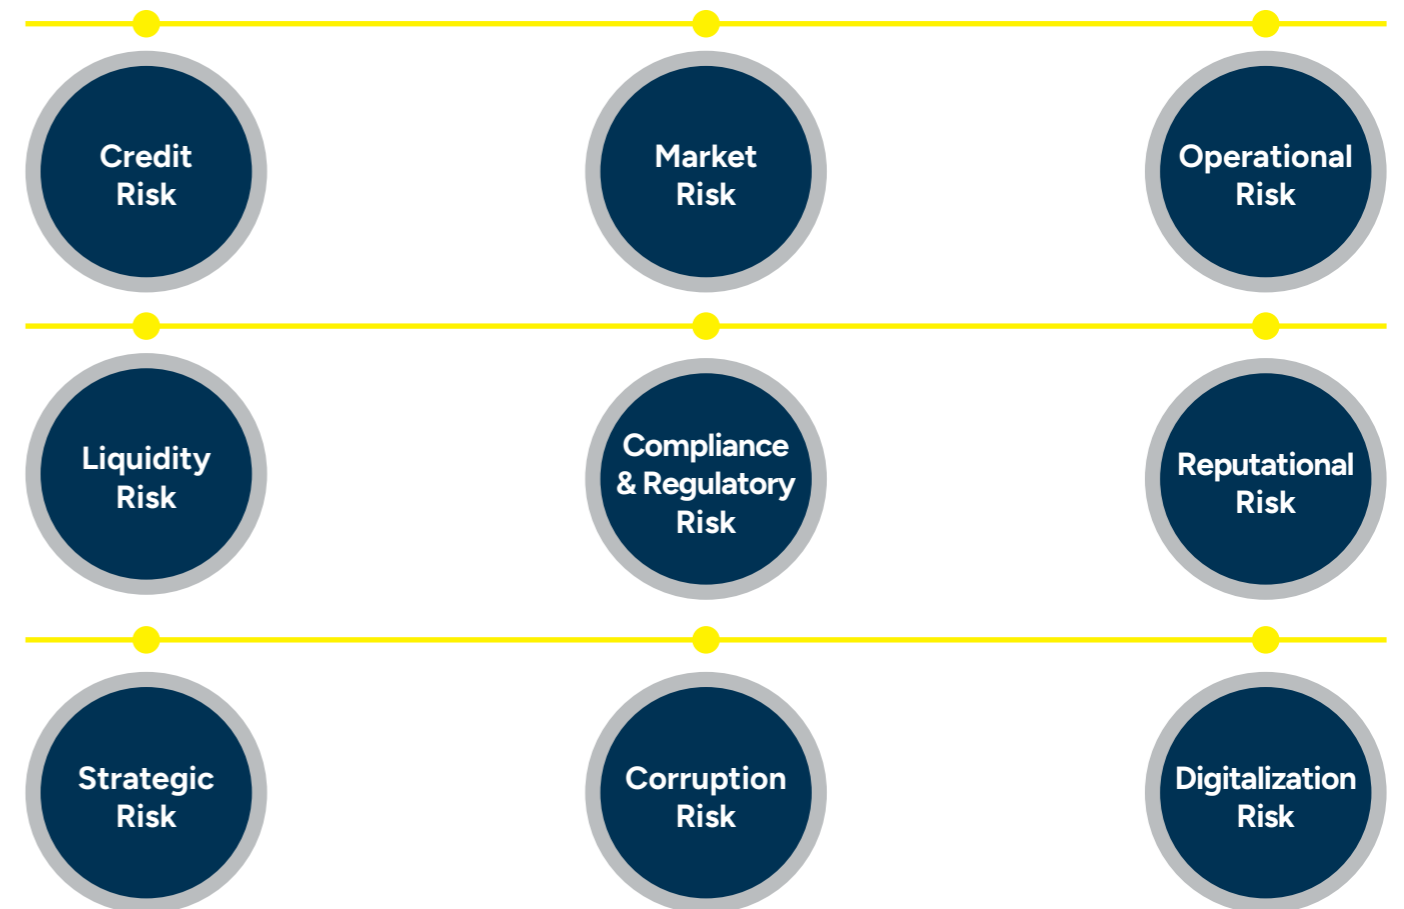 Credit
Risk
Market
Risk
Operational
Risk
Liquidity
Risk
Compliance
& Regulatory
Risk
Reputational
Risk
Strategic
Risk
Corruption
Risk
Digitalization
Risk